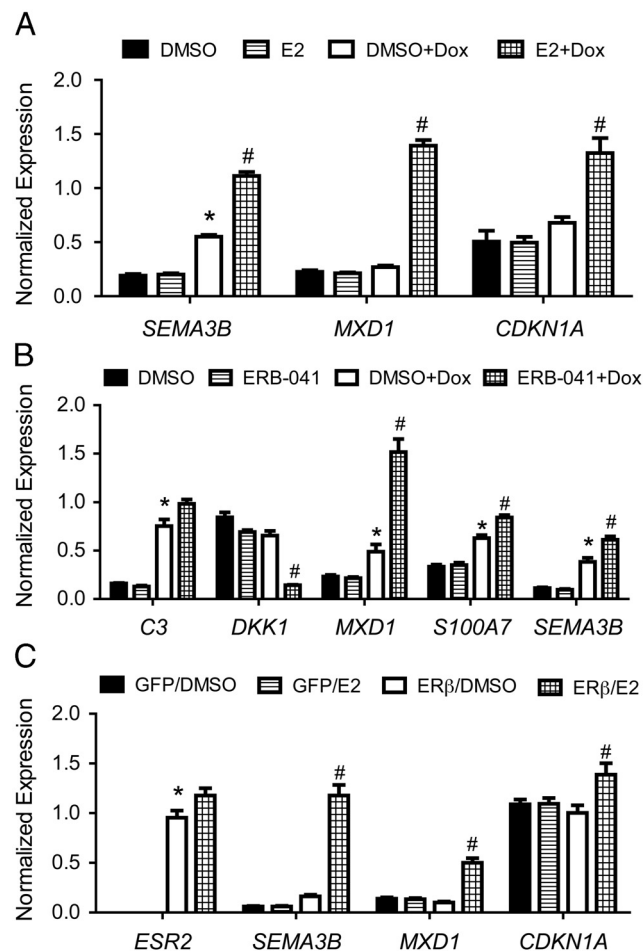 A
DMSO E2 DMSO+Dox E2+Dox
Normalized Expression
2.0
1.5
1.0
0.5
0.0
* # # #
SEMA3B MXD1 CDKN1A
B
DMSO ERB-041 DMSO+Dox ERB-041+Dox
Normalized Expression
2.0
1.5
1.0
0.5
0.0
* # * # * # * #
C3 DKK1 MXD1 S100A7 SEMA3B
C
GFP/DMSO GFP/E2 ERβ/DMSO ERβ/E2
Normalized Expression
2.0
1.5
1.0
0.5
0.0
* # # #
ESR2 SEMA3B MXD1 CDKN1A